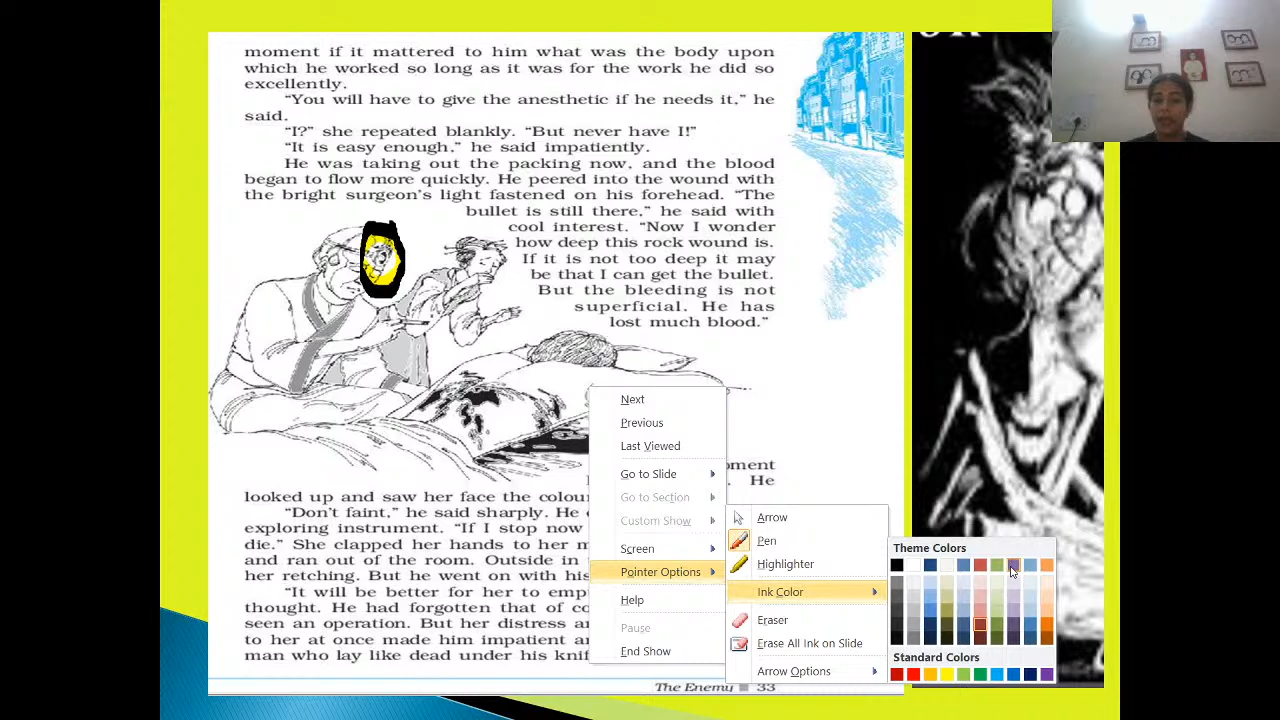 moment if it mattered to him what was the body upon
which he worked so long as it was for the work he did so
excellently.
“You will have to give the anesthetic if he needs it,” he
said.
“I?” she repeated blankly. “But never have I!”
“It is easy enough,” he said impatiently.
He was taking out the packing now, and the blood
began to flow more quickly. He peered into the wound with
the bright surgeon’s light fastened on his forehead. “The
bullet is still there,” he said with
cool interest. “Now I wonder
how deep this rock wound is.
If it is not too deep it may
be that I can get the bullet.
But the bleeding is not
superficial. He has
lost much blood.”
He
looked up and saw her face the
“Don’t faint,” he said sharply. He
exploring instrument. “If I stop now
die.” She clapped her hands to her
and ran out of the room. Outside in
her retching. But he went on with his
“It will be better for her to
thought. He had forgotten that of
seen an operation. But her distress
to her at once made him impatient
man who lay like dead under his
The Enemy 33
Next
Previous
Last Viewed
Go to Slide
Go to Section
Custom Show
Screen
Pointer Options
Help
Pause
End Show
Arrow
Pen
Highlighter
Ink Color
Eraser
Erase All Ink on Slide
Arrow Options
Theme Colors
Standard Colors